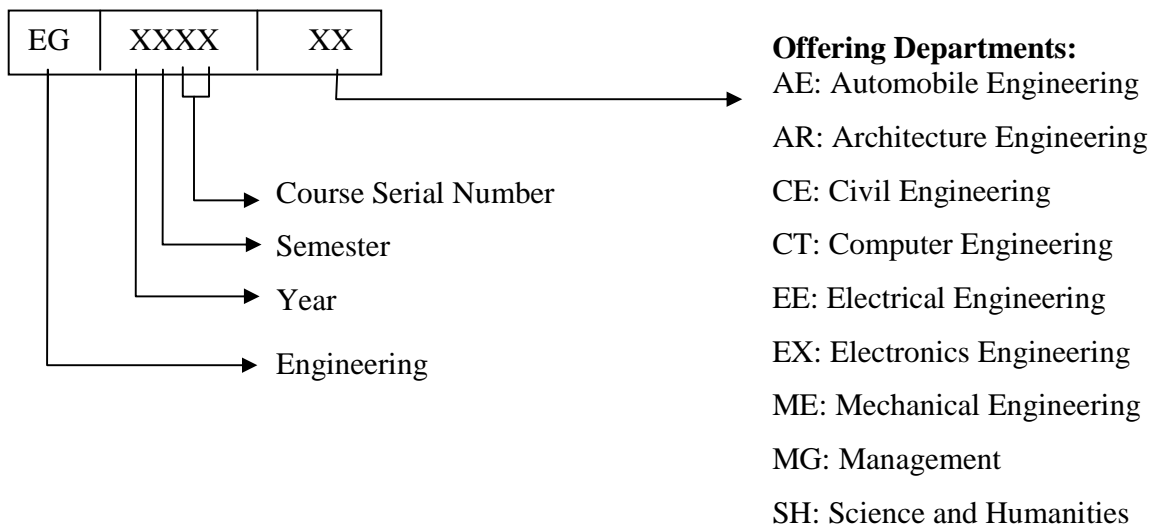 EG XXXX XX
Course Serial Number
Semester
Year
Engineering
Offering Departments:
AE: Automobile Engineering
AR: Architecture Engineering
CE: Civil Engineering
CT: Computer Engineering
EE: Electrical Engineering
EX: Electronics Engineering
ME: Mechanical Engineering
MG: Management
SH: Science and Humanities